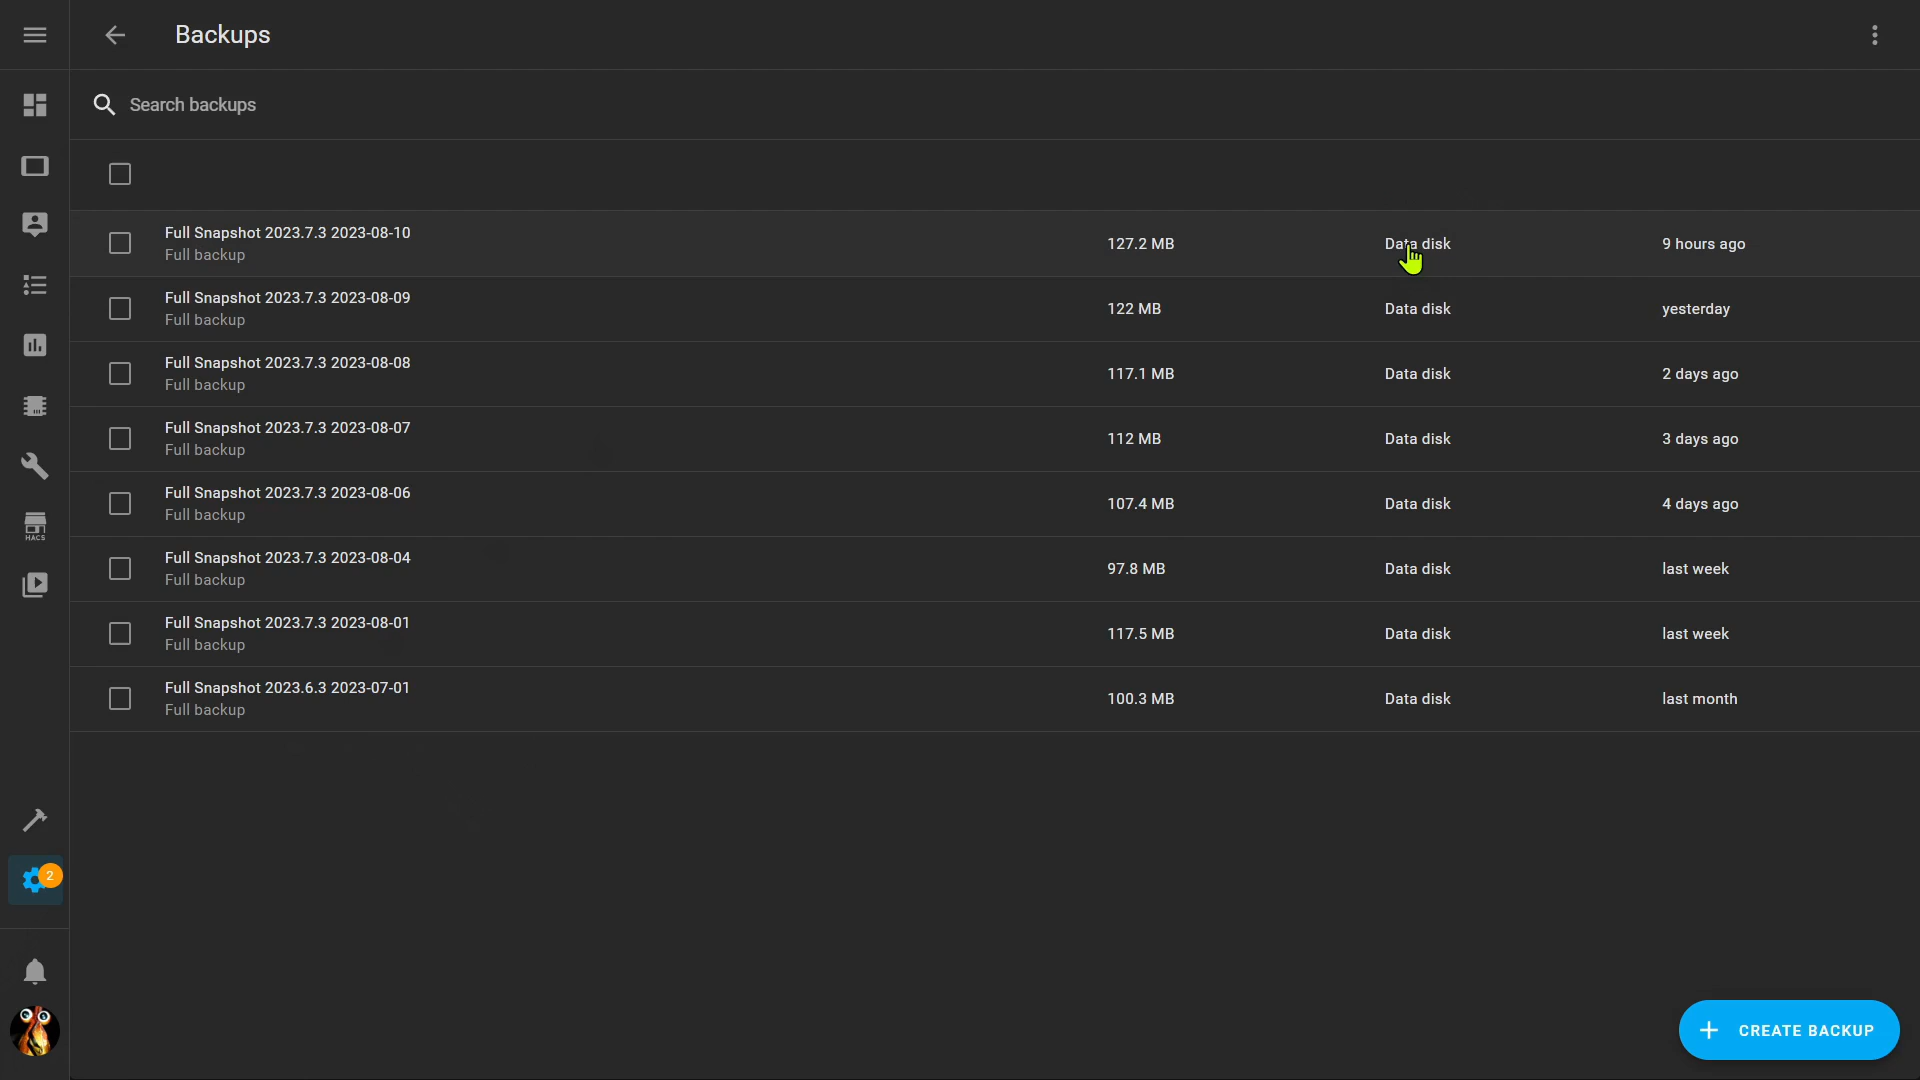 Backups
Search backups
Full Snapshot 2023.7.3 2023-08-10
Full backup
127.2 MB
Data disk
9 hours ago
Full Snapshot 2023.7.3 2023-08-09
Full backup
122 MB
Data disk
yesterday
Full Snapshot 2023.7.3 2023-08-08
Full backup
117.1 MB
Data disk
2 days ago
Full Snapshot 2023.7.3 2023-08-07
Full backup
112 MB
Data disk
3 days ago
Full Snapshot 2023.7.3 2023-08-06
Full backup
107.4 MB
Data disk
4 days ago
Full Snapshot 2023.7.3 2023-08-04
Full backup
97.8 MB
Data disk
last week
Full Snapshot 2023.7.3 2023-08-01
Full backup
117.5 MB
Data disk
last week
Full Snapshot 2023.6.3 2023-07-01
Full backup
100.3 MB
Data disk
last month
HACS
2
CREATE BACKUP